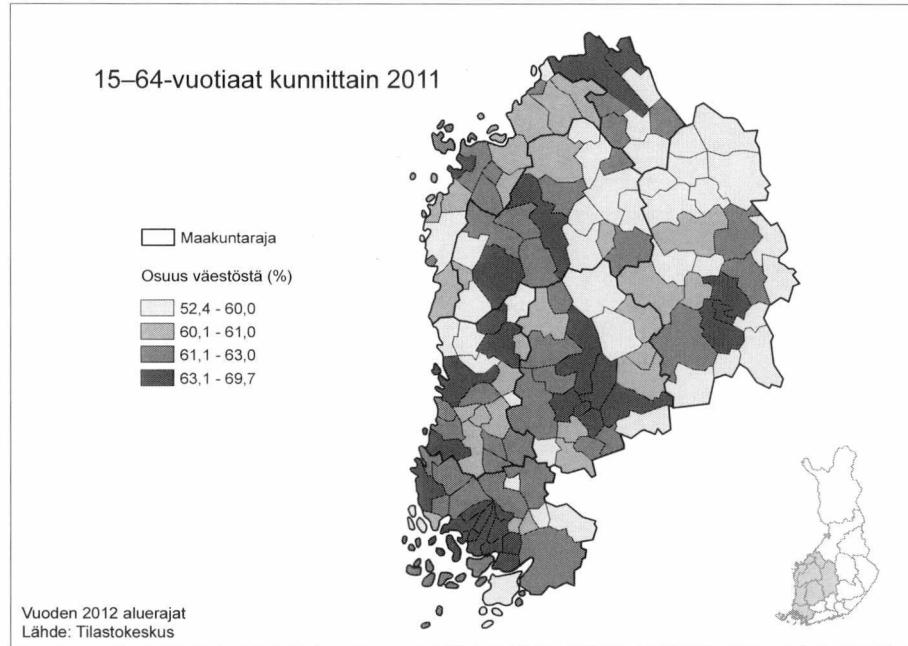 15–64-vuotiaat kunnittain 2011
Maakuntaraja
Osuus väestöstä (%)
52,4 - 60,0
60,1 - 61,0
61,1 - 63,0
63,1 - 69,7
Vuoden 2012 aluerajat
Lähde: Tilastokeskus